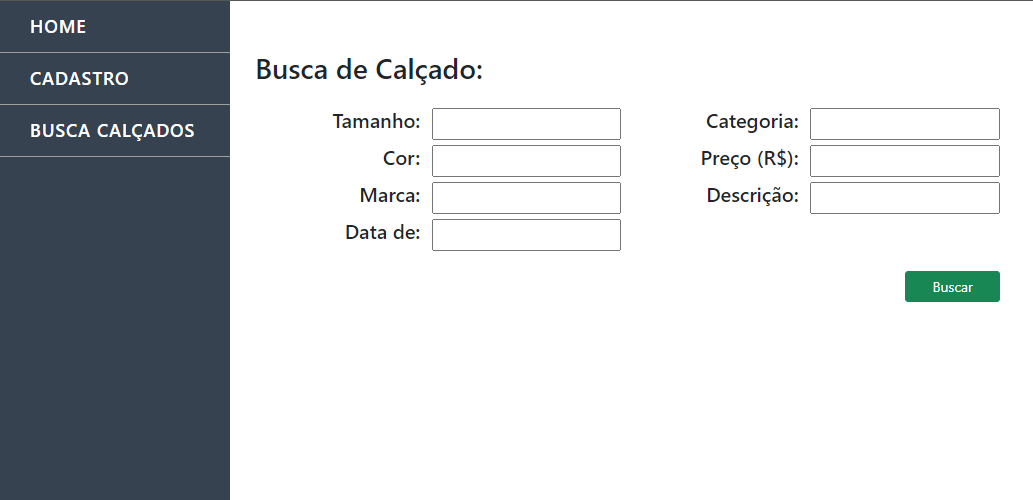 HOME
CADASTRO
BUSCA CALÇADOS
Busca de Calçado:
Tamanho:
Categoria:
Cor:
Preço (R$):
Marca:
Descrição:
Data de:
Buscar